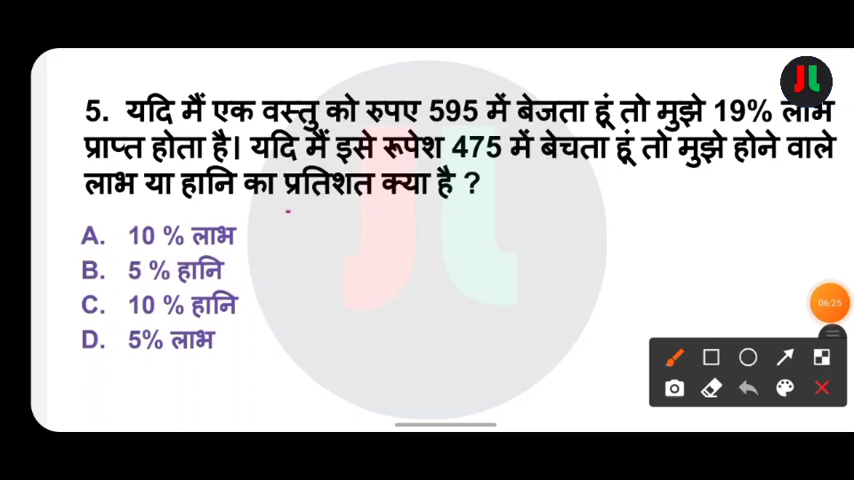 5. यदि मैं एक वस्तु को रुपए 595 में बेजता हूं तो मुझे 19% लाभ
प्राप्त होता है। यदि मैं इसे रूपेश 475 में बेचता हूं तो मुझे होने वाले
लाभ या हानि का प्रतिशत क्या है ?
A. 10 % लाभ
B. 5 % हानि
C. 10 % हानि
D. 5% लाभ
06:25